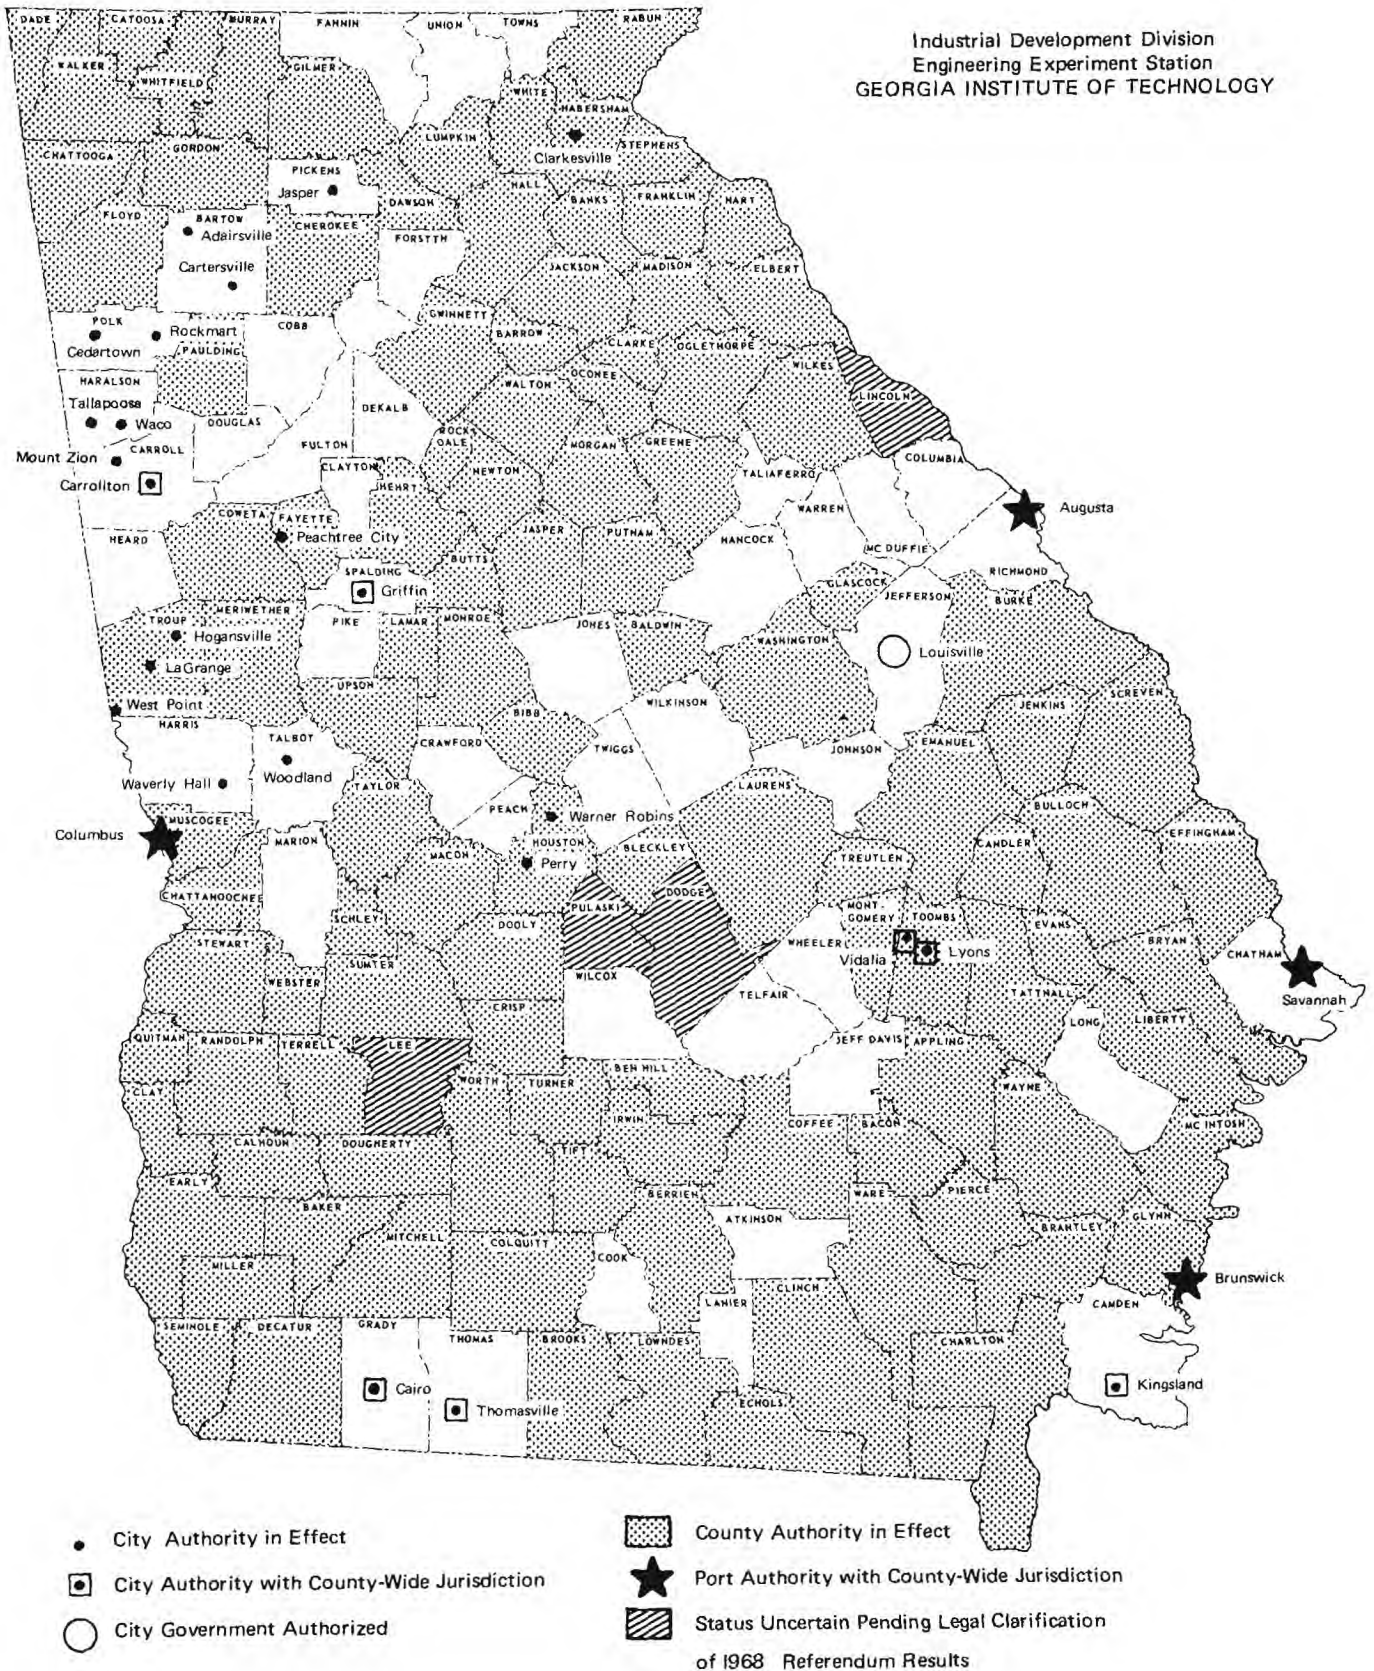 Industrial Development Division
Engineering Experiment Station
GEORGIA INSTITUTE OF TECHNOLOGY
DADE
CATOOSA
MURRAY
FANNIN
UNION
TOWNS
RABUN
WALKER
WHITFIELD
GILMER
WHITE
HABERSHAM
LUMPKIN
Clarkesville
STEPHENS
CHATTOOGA
GORDON
PICKENS
Jasper
HALL
DAWSON
BANKS
FRANKLIN
HART
FLOYD
BARTOW
Adairsville
CHEROKEE
FORSYTH
Cartersville
JACKSON
MADISON
ELBERT
POLK
Rockmart
COBB
GWINNETT
BARROW
CLARKE
OGLETHORPE
Cedartown
PAULDING
OCONEE
WILKES
HARALSON
WALTON
LINCOLN
Tallapoosa
Waco
DOUGLAS
DEKALB
FULTON
ROCK
DALE
MORGAN
GREENE
Mount Zion
CARROLL
CLAYTON
NEWTON
TALIAFERRO
COLUMBIA
Carrollton
HENRT
WARREN
Augusta
COWETA
FAYETTE
Peachtree City
HEARD
JASPER
PUTNAM
HANCOCK
MC DUFFIE
BUTTS
SPALDING
Griffin
GLASCOCK
RICHMOND
JEFFERSON
BURKE
MERIWETHER
TROUP
Hogansville
PIKE
LAMAR
MONROE
JONES
BALDWIN
WASHINGTON
Louisville
LaGrange
UPSON
West Point
WILKINSON
JENKINS
SCREVEN
HARRIS
TALBOT
CRAWFORD
BIBB
TWIGGS
JOHNSON
EMANUEL
Waverly Hall
Woodland
TAYLOR
LAURENS
PEACH
Warner Robins
BULLOCH
Columbus
MUSCOGEE
MARION
MACON
HOUSTON
Perry
BLECKLEY
TREUTLEN
CANDLER
EFFINGHAM
CHATTAHOOCHEE
SCHLEY
DOOLY
PULASKI
DODGE
MONT-
GOMERY
TOOMBS
EVANS
STEWART
WHEELER
Vidalia
Lyons
BRYAN
CHATHAM
WEBSTER
SUMTER
WILCOX
TELFAIR
TATTNALL
Savannah
CRISP
LONG
LIBERTY
QUITMAN
RANDOLPH
TERRELL
LEE
JEFF DAVIS
APPLING
CLAY
WORTH
TURNER
BEN HILL
WAYNE
IRWIN
COFFEE
BACON
MC INTOSH
CALHOUN
DOUGHERTY
TIFT
EARLY
BAKER
BERRIEN
WARE
PIERCE
MITCHELL
COLQUITT
ATKINSON
BRANTLEY
GLYNN
MILLER
COOK
Brunswick
LANIER
CLINCH
CAMDEN
SEMINOLE
DECATUR
GRADY
THOMAS
BROOKS
LOWNDES
CHARLTON
Cairo
Thomasville
ECHOLS
Kingsland
City Authority in Effect
City Authority with County-Wide Jurisdiction
City Government Authorized
County Authority in Effect
Port Authority with County-Wide Jurisdiction
Status Uncertain Pending Legal Clarification
of 1968 Referendum Results